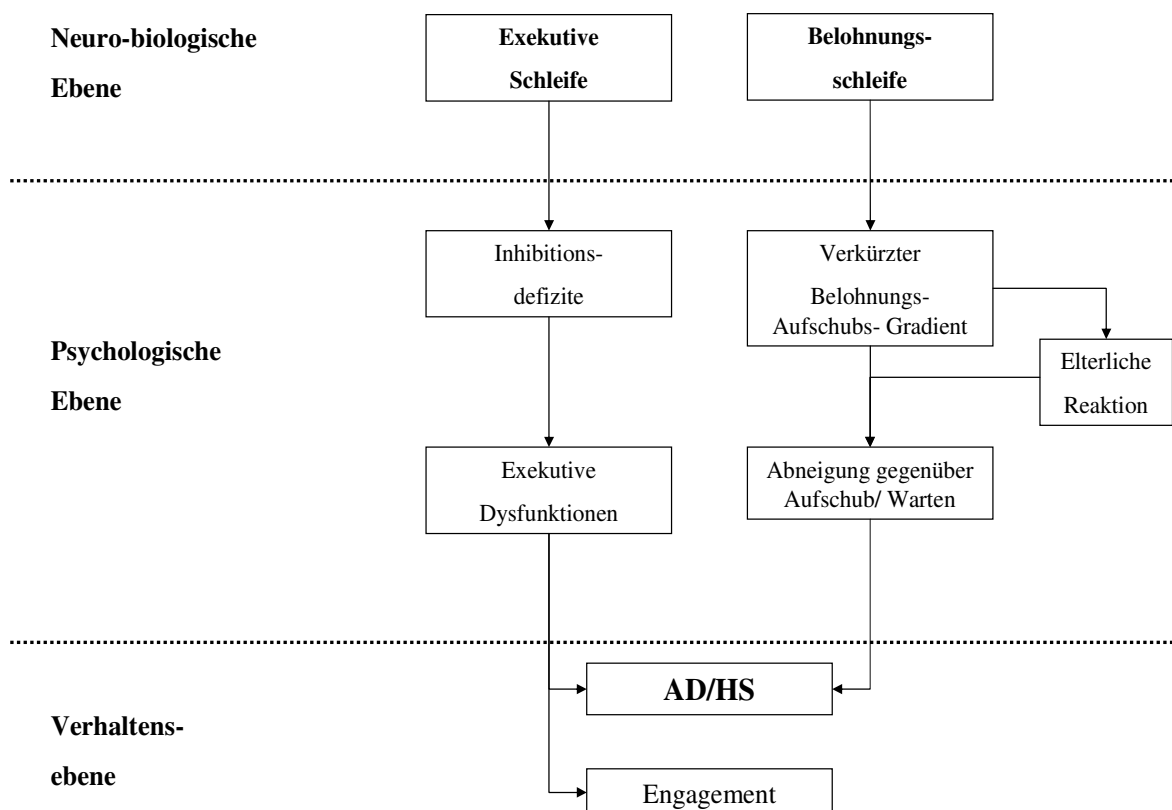 Neuro-biologische
Ebene
Exekutive
Schleife
Belohnungs-
schleife
Psychologische
Ebene
Inhibitions-
defizite
Verkürzter
Belohnungs-
Aufschubs- Gradient
Elterliche
Reaktion
Exekutive
Dysfunktionen
Abneigung gegenüber
Aufschub/ Warten
Verhaltens-
ebene
AD/HS
Engagement